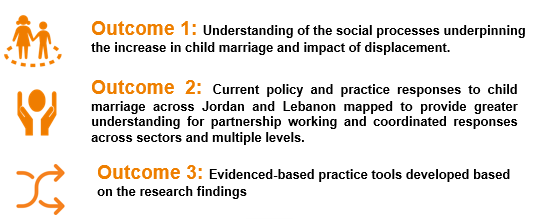 Outcome 1: Understanding of the social processes underpinning
the increase in child marriage and impact of displacement.
Outcome 2: Current policy and practice responses to child
marriage across Jordan and Lebanon mapped to provide greater
understanding for partnership working and coordinated responses
across sectors and multiple levels.
Outcome 3: Evidenced-based practice tools developed based
on the research findings